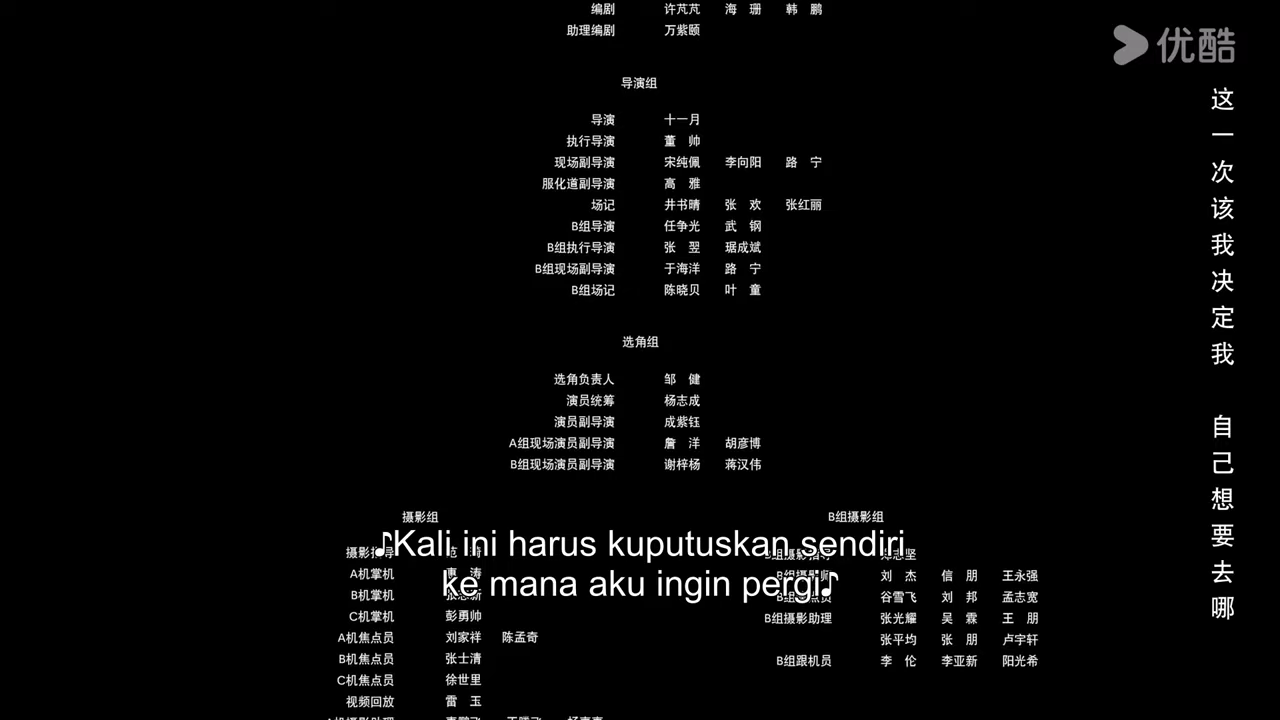 编剧 许芃芃 海 珊 韩 鹏
助理编剧 万紫颐
优酷
导演组
导演 十一月
执行导演 董 帅
现场副导演 宋纯佩 李向阳 路 宁
服化道副导演 高 雅
场记 井书晴 张 欢 张红丽
B组导演 任争光 武 钢
B组执行导演 张 翌 琚成斌
B组现场副导演 于海洋 路 宁
B组场记 陈晓贝 叶 童
选角组
选角负责人 邹 健
演员统筹 杨志成
演员副导演 成紫钰
A组现场演员副导演 詹 洋 胡彦博
B组现场演员副导演 谢梓杨 蒋汉伟
摄影组
A机掌机
B机掌机
C机掌机 彭勇帅
A机焦点员 刘家祥 陈孟奇
B机焦点员 张士清
C机焦点员 徐世里
视频回放 雷 玉
B组摄影组
刘 杰 信 朋 王永强
谷雪飞 刘 邦 孟志宽
B组摄影助理 张光耀 吴 霖 王 朋
张平均 张 朋 卢宇轩
B组跟机员 李 伦 李亚新 阳光希
♪Kali ini harus kuputuskan sendiri
ke mana aku ingin pergi♪
这一次该我决定我 自己想要去哪